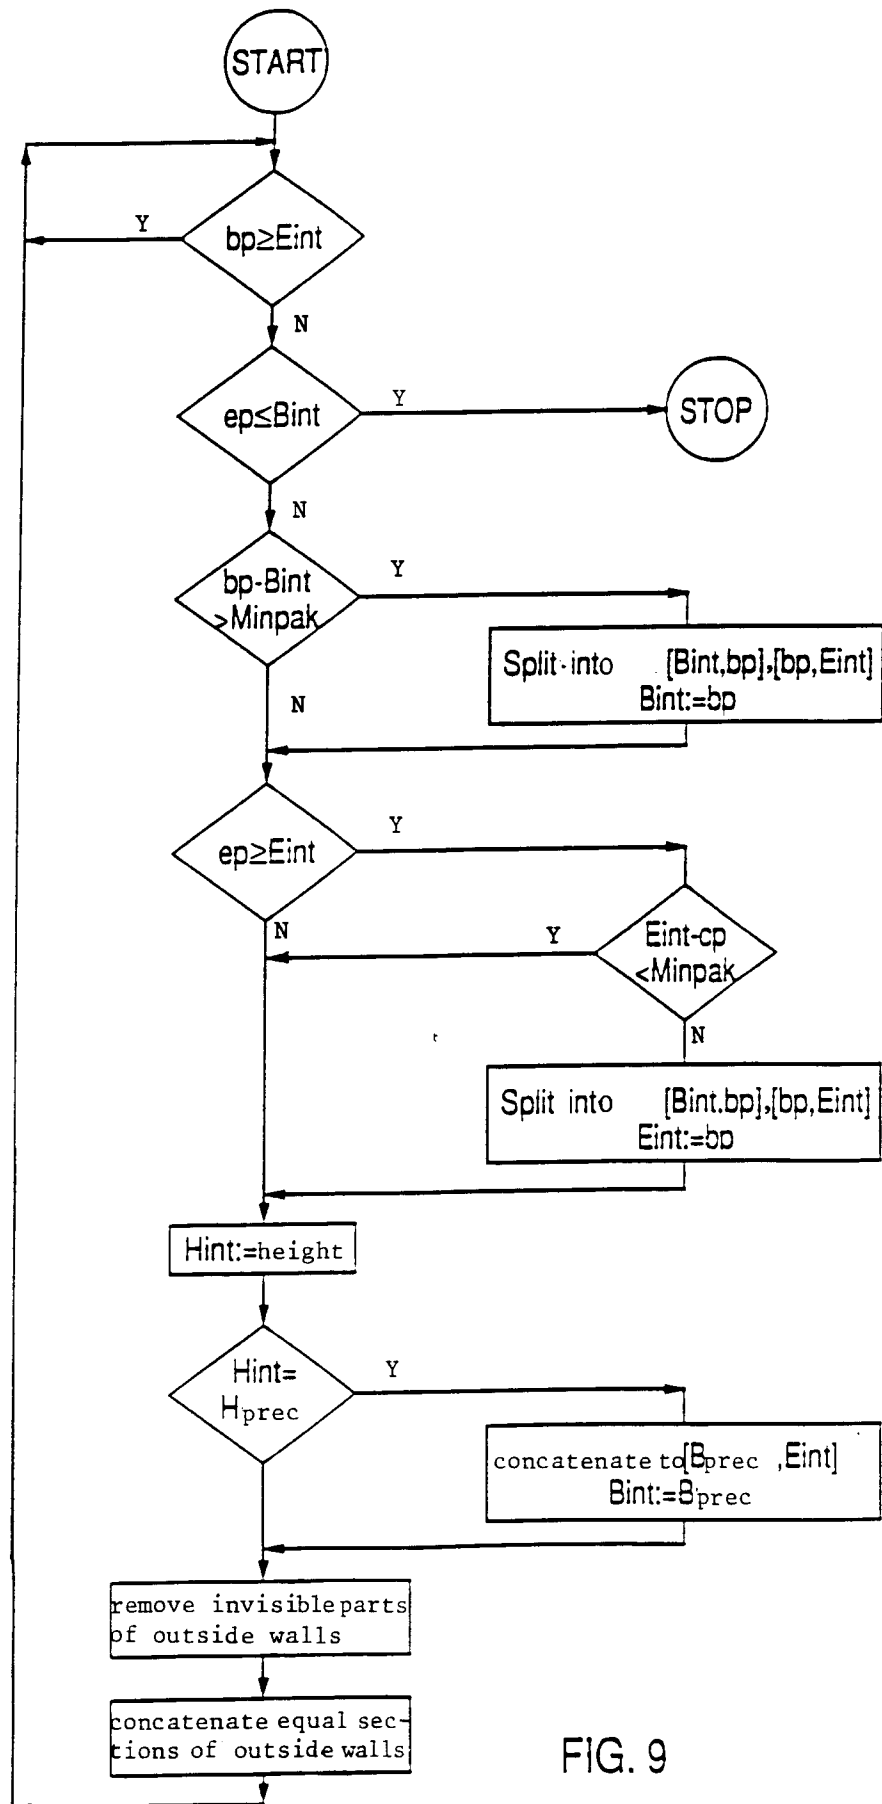 START
bp≥Eint
Y
N
ep≤Bint
Y
STOP
N
bp-Bint
>Minpak
Y
Split into [Bint,bp],[bp,Eint]
Bint:=bp
N
ep≥Eint
Y
N
Eint-cp
<Minpak
Y
N
Split into [Bint.bp],[bp,Eint]
Eint:=bp
Hint:=height
Hint=
Hprec
Y
concatenate to[Bprec ,Eint]
Bint:=Bprec
remove invisible parts
of outside walls
concatenate equal sec-
tions of outside walls
FIG. 9